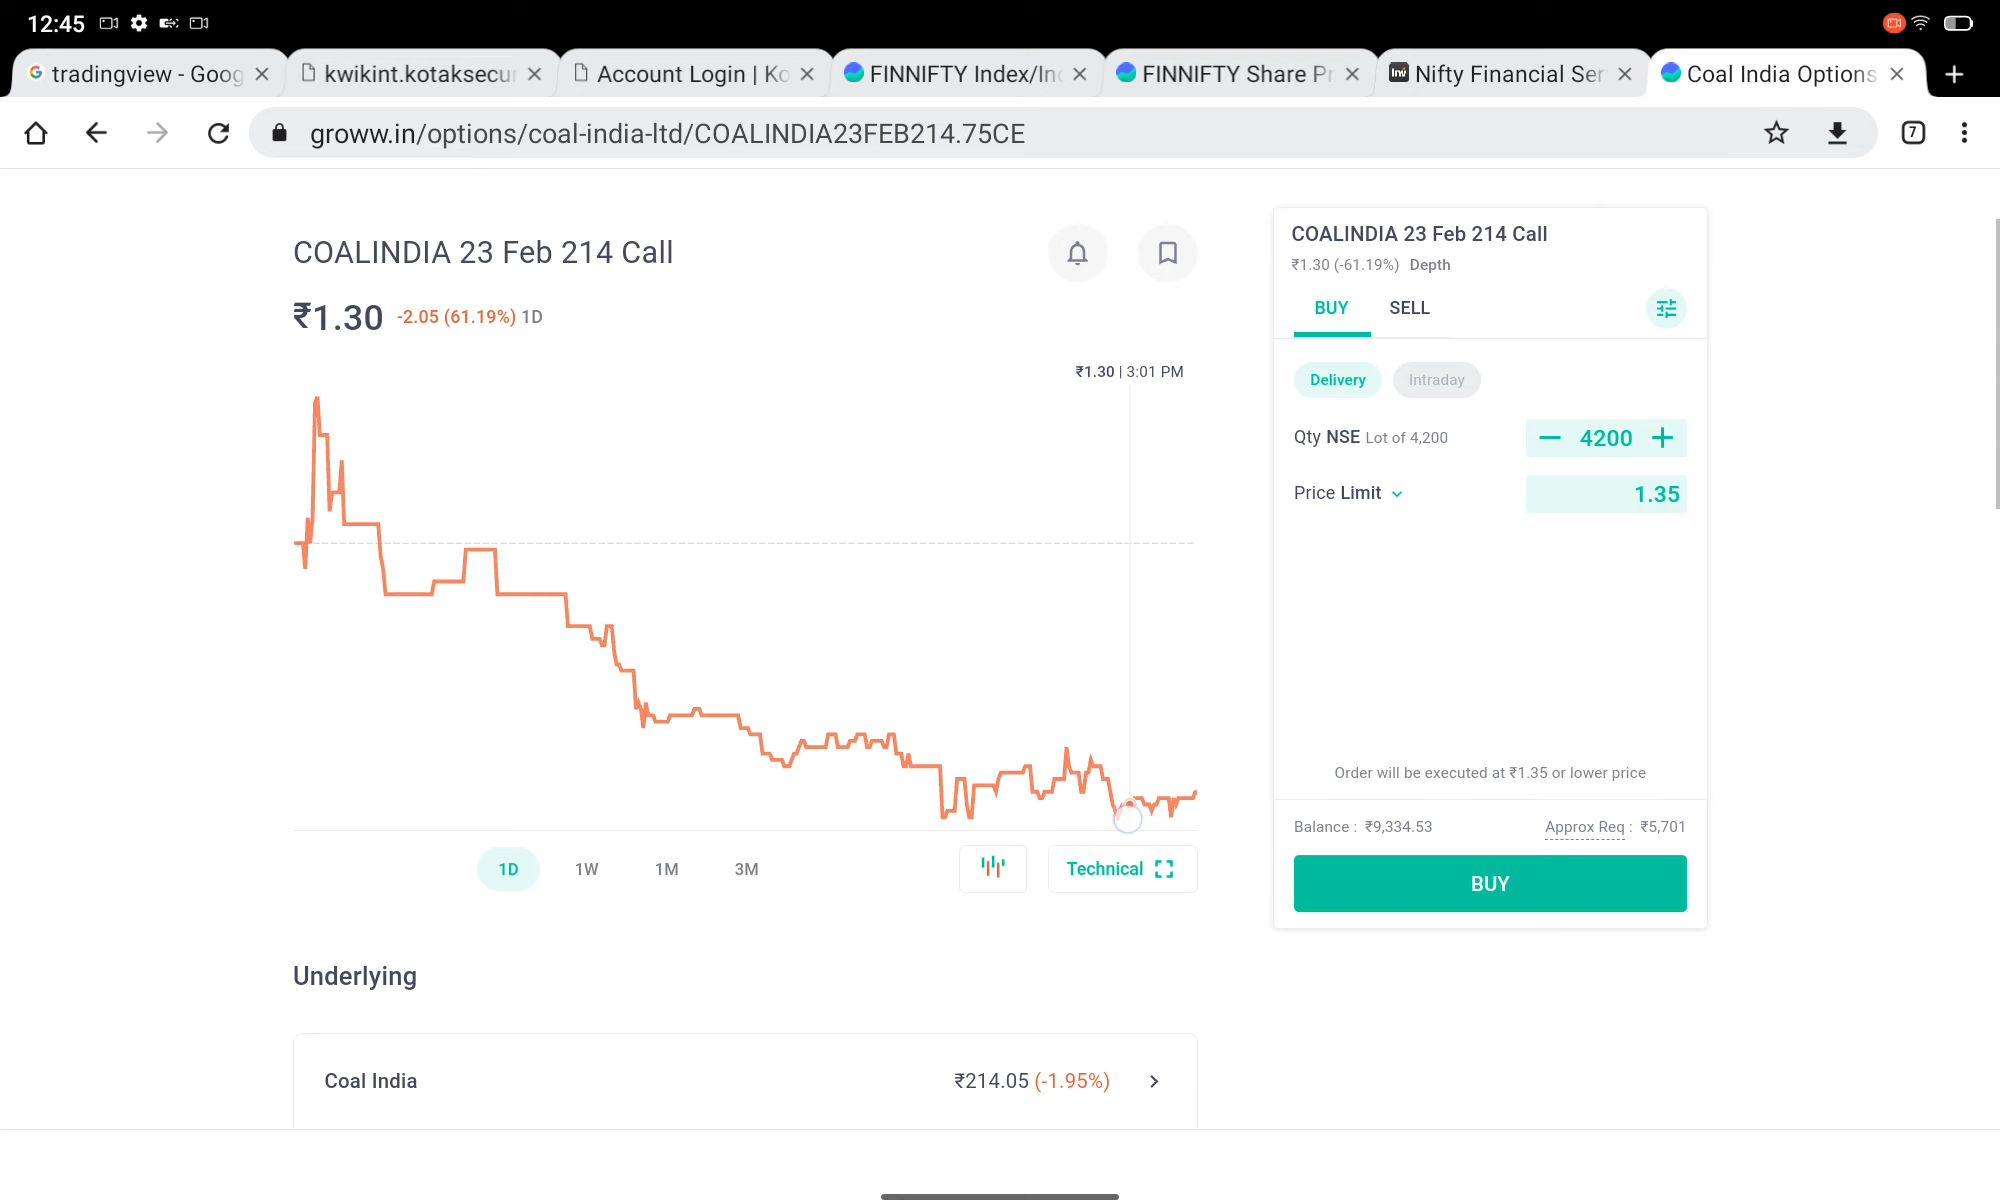 12:45
tradingview - Goog
kwikint.kotaksecur
Account Login | Ko
FINNIFTY Index/Ind
FINNIFTY Share Pr
Inv Nifty Financial Ser
Coal India Options
groww.in/options/coal-india-ltd/COALINDIA23FEB214.75CE
7
COALINDIA 23 Feb 214 Call
₹1.30 -2.05 (61.19%) 1D
₹1.30 | 3:01 PM
1D 1W 1M 3M
Technical
Underlying
Coal India ₹214.05 (-1.95%)
COALINDIA 23 Feb 214 Call
₹1.30 (-61.19%) Depth
BUY SELL
Delivery Intraday
Qty NSE Lot of 4,200 4200
Price Limit 1.35
Order will be executed at ₹1.35 or lower price
Balance : ₹9,334.53 Approx Req : ₹5,701
BUY